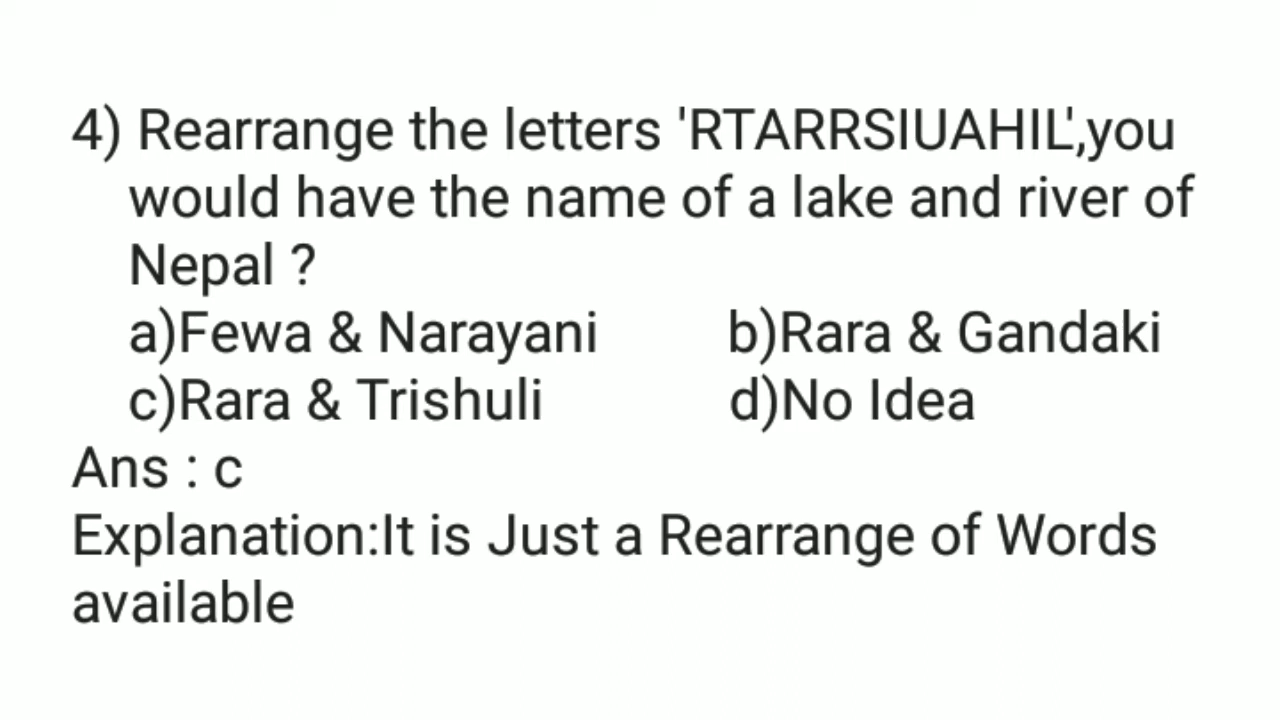 4) Rearrange the letters 'RTARRSIUAHIL',you
would have the name of a lake and river of
Nepal ?
a)Fewa & Narayani b)Rara & Gandaki
c)Rara & Trishuli d)No Idea
Ans : c
Explanation:It is Just a Rearrange of Words
available